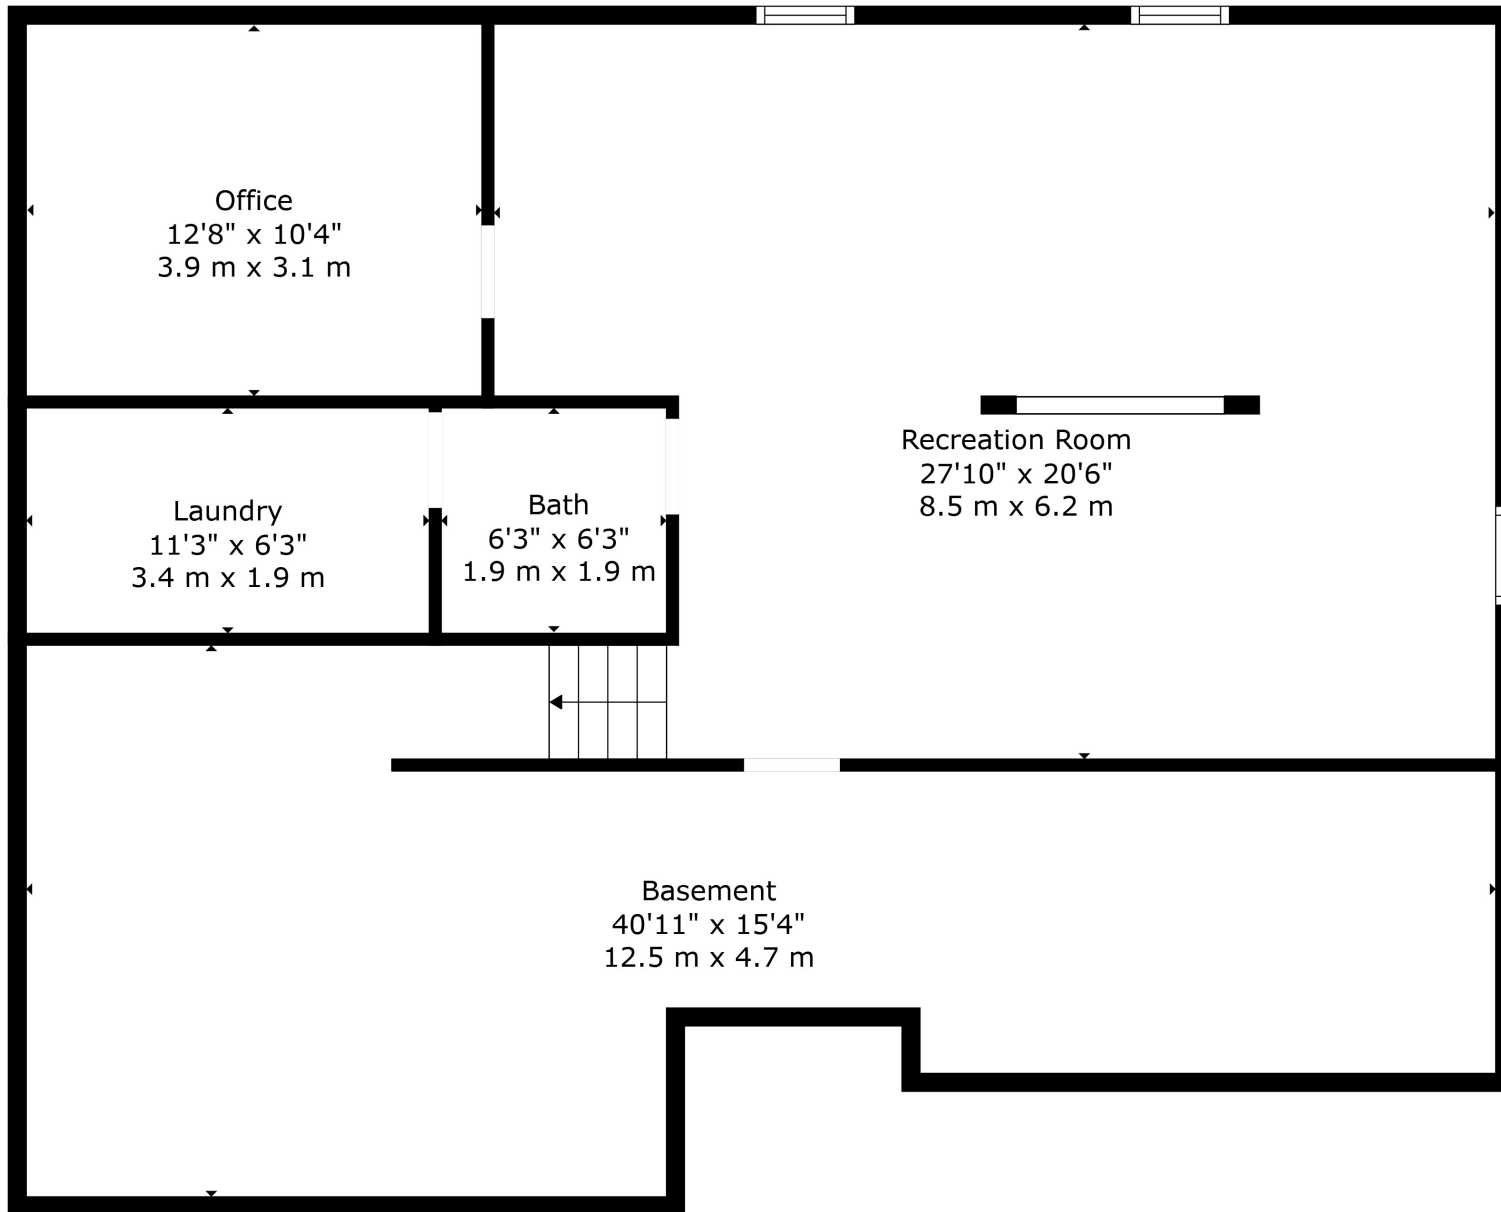 Office
12'8" x 10'4"
3.9 m x 3.1 m
Recreation Room
27'10" x 20'6"
8.5 m x 6.2 m
Laundry
11'3" x 6'3"
3.4 m x 1.9 m
Bath
6'3" x 6'3"
1.9 m x 1.9 m
Basement
40'11" x 15'4"
12.5 m x 4.7 m